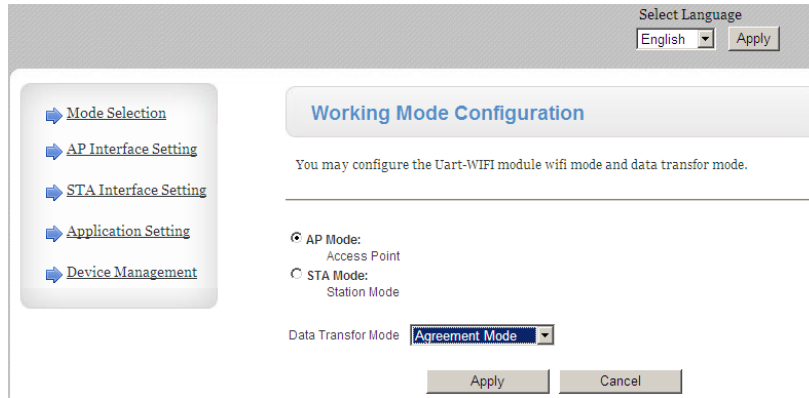 Select Language
English Apply
Mode Selection
AP Interface Setting
STA Interface Setting
Application Setting
Device Management
Working Mode Configuration
You may configure the Uart-WIFI module wifi mode and data transfor mode.
AP Mode:
Access Point
STA Mode:
Station Mode
Data Transfor Mode Agreement Mode
Apply Cancel